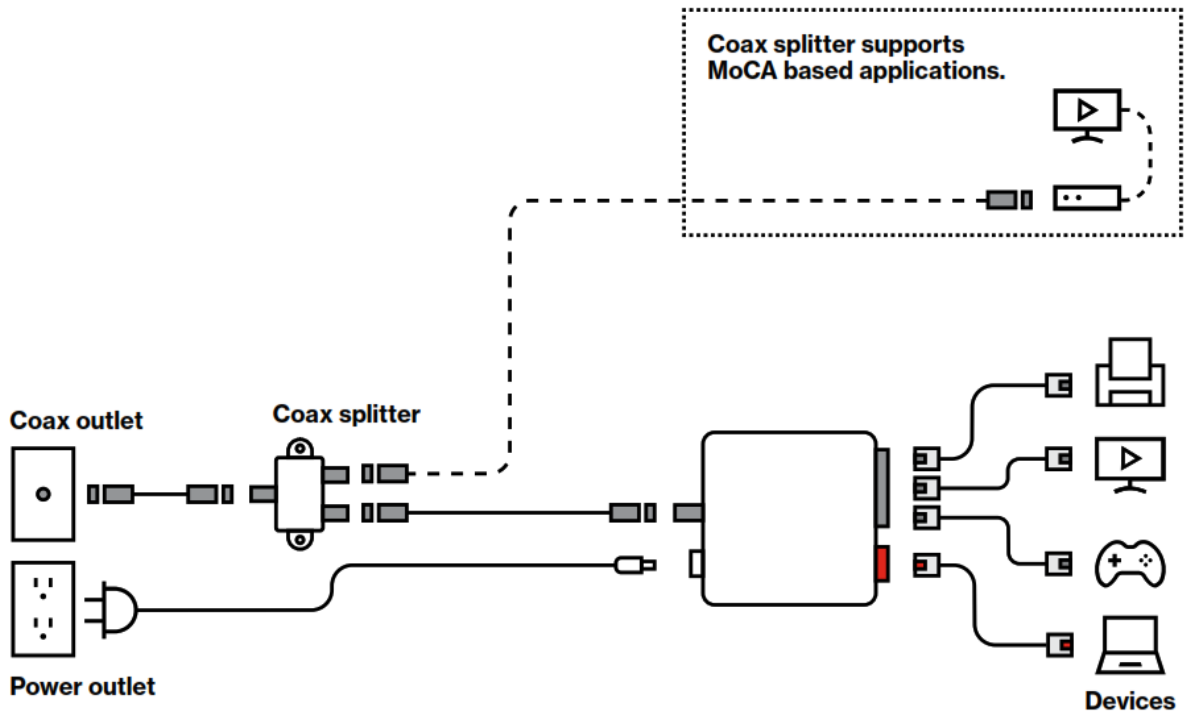 Coax splitter supports
MoCA based applications.
Coax outlet
Coax splitter
Power outlet
Devices